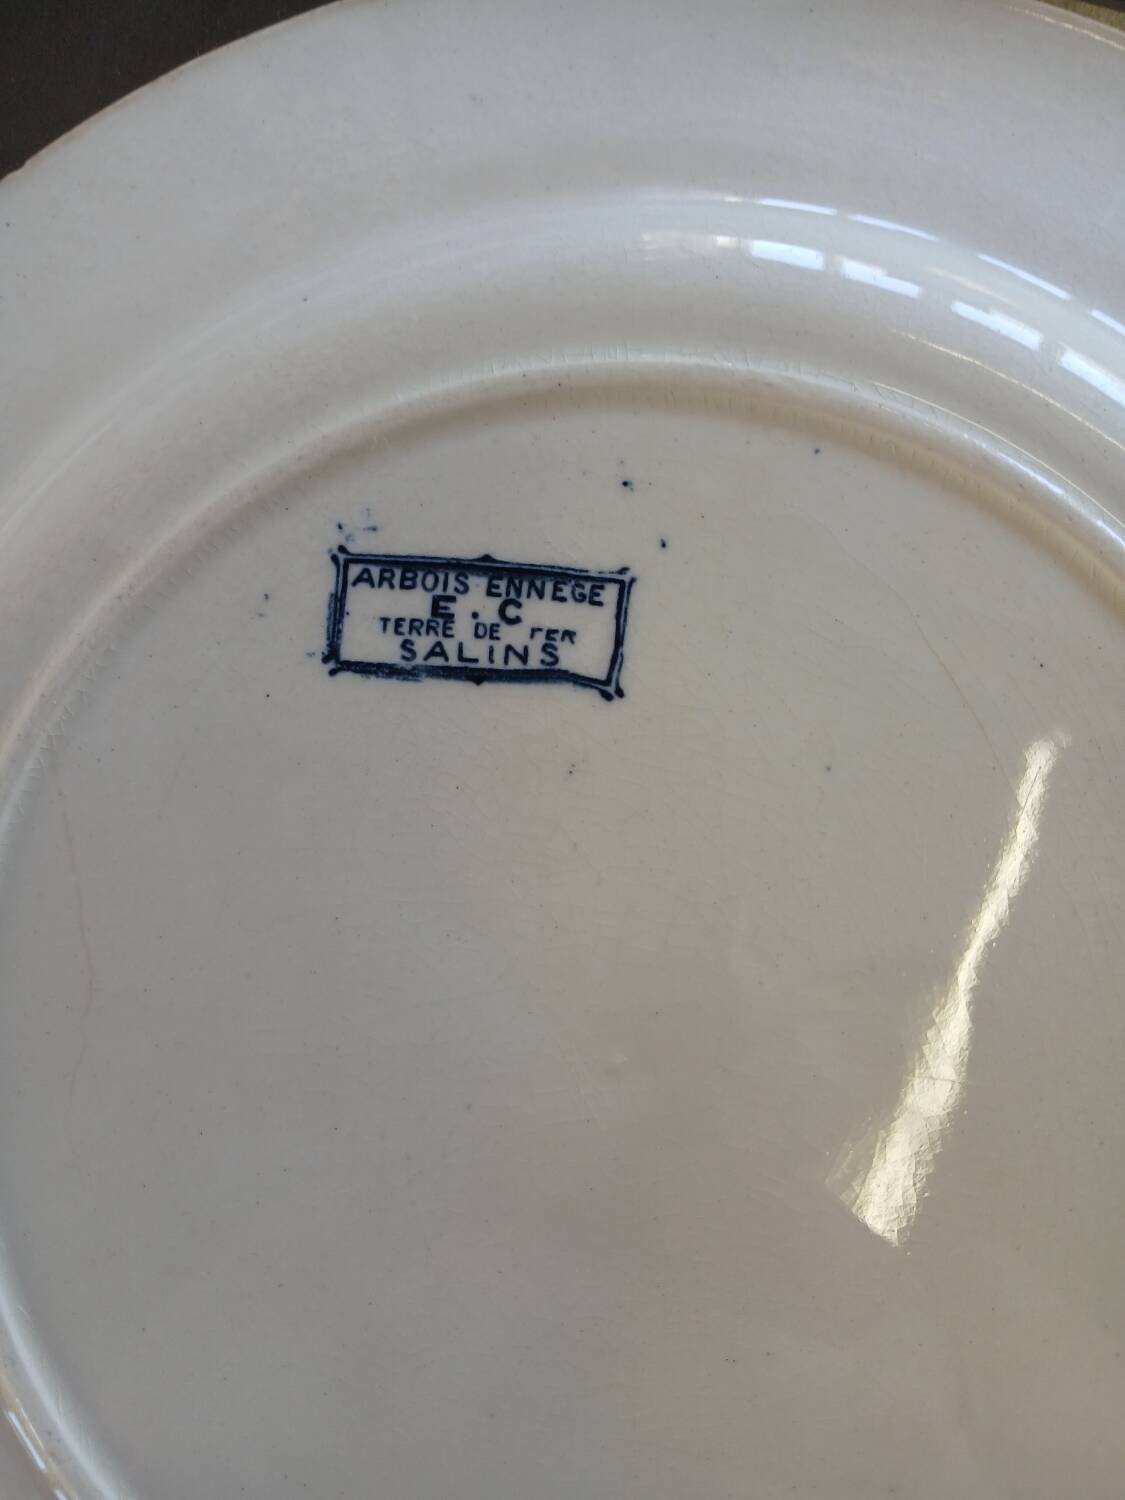 ARBOIS ENNEGE
E. C
TERRE DE FER
SALINS